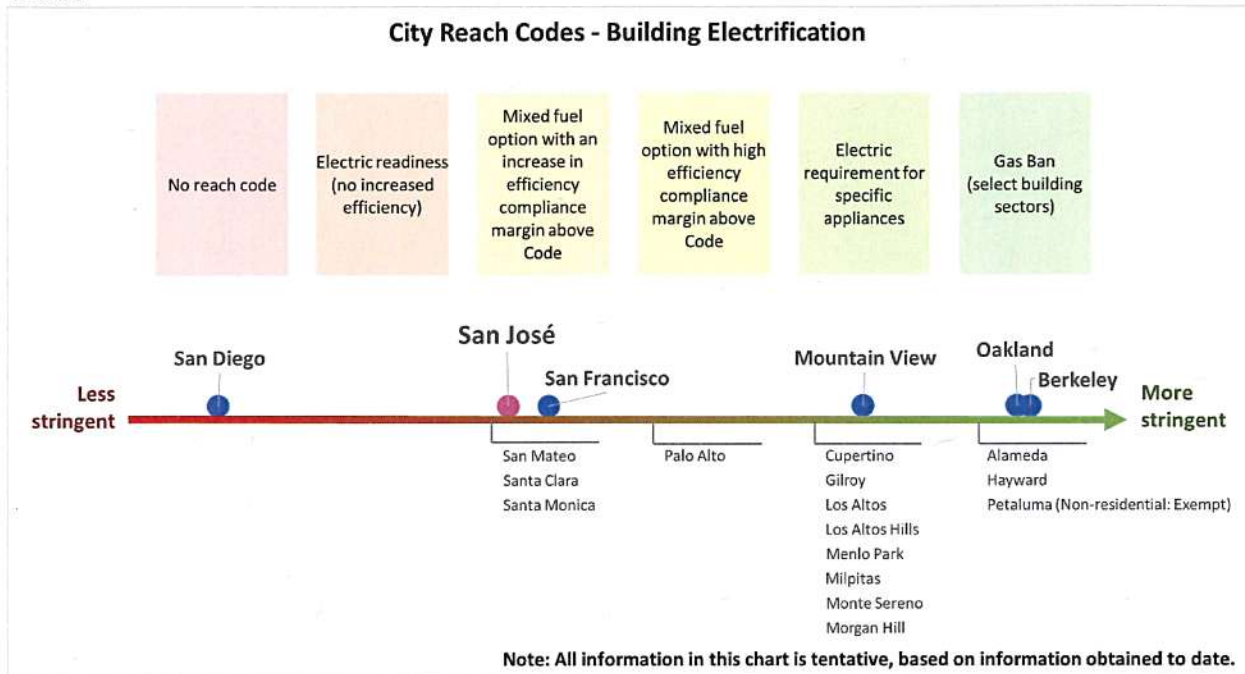 City Reach Codes - Building Electrification
No reach code
Electric readiness
(no increased
efficiency)
Mixed fuel
option with an
increase in
efficiency
compliance
margin above
Code
Mixed fuel
option with high
efficiency
compliance
margin above
Code
Electric
requirement for
specific
appliances
Gas Ban
(select building
sectors)
San Diego
San José
San Francisco
Mountain View
Oakland
Berkeley
Less
stringent
More
stringent
San Mateo
Santa Clara
Santa Monica
Palo Alto
Cupertino
Gilroy
Los Altos
Los Altos Hills
Menlo Park
Milpitas
Monte Sereno
Morgan Hill
Alameda
Hayward
Petaluma (Non-residential: Exempt)
Note: All information in this chart is tentative, based on information obtained to date.